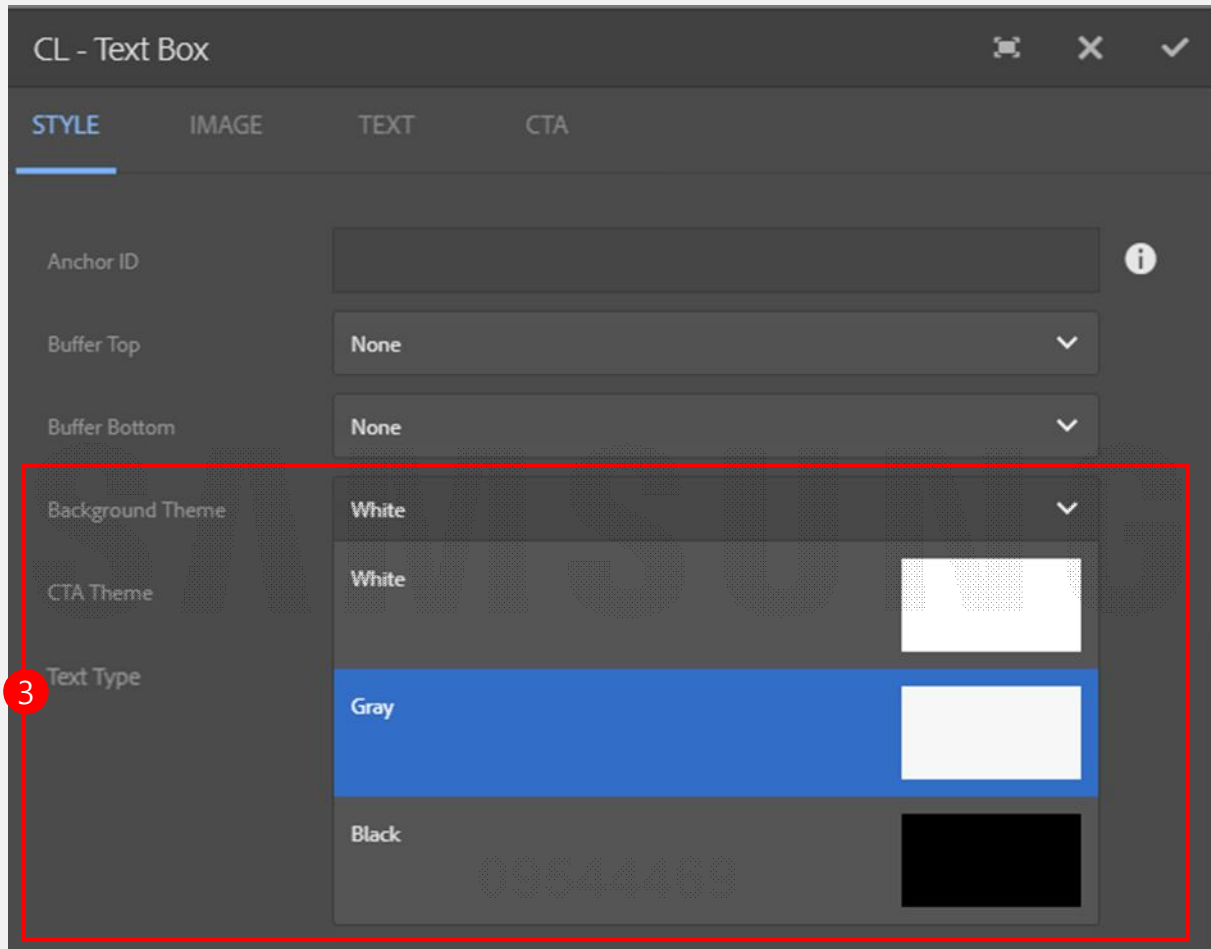 CL - Text Box
STYLE IMAGE TEXT CTA
Anchor ID
Buffer Top None
Buffer Bottom None
Background Theme White
White
CTA Theme
Text Type
3
Gray
Black
SAMSUNG